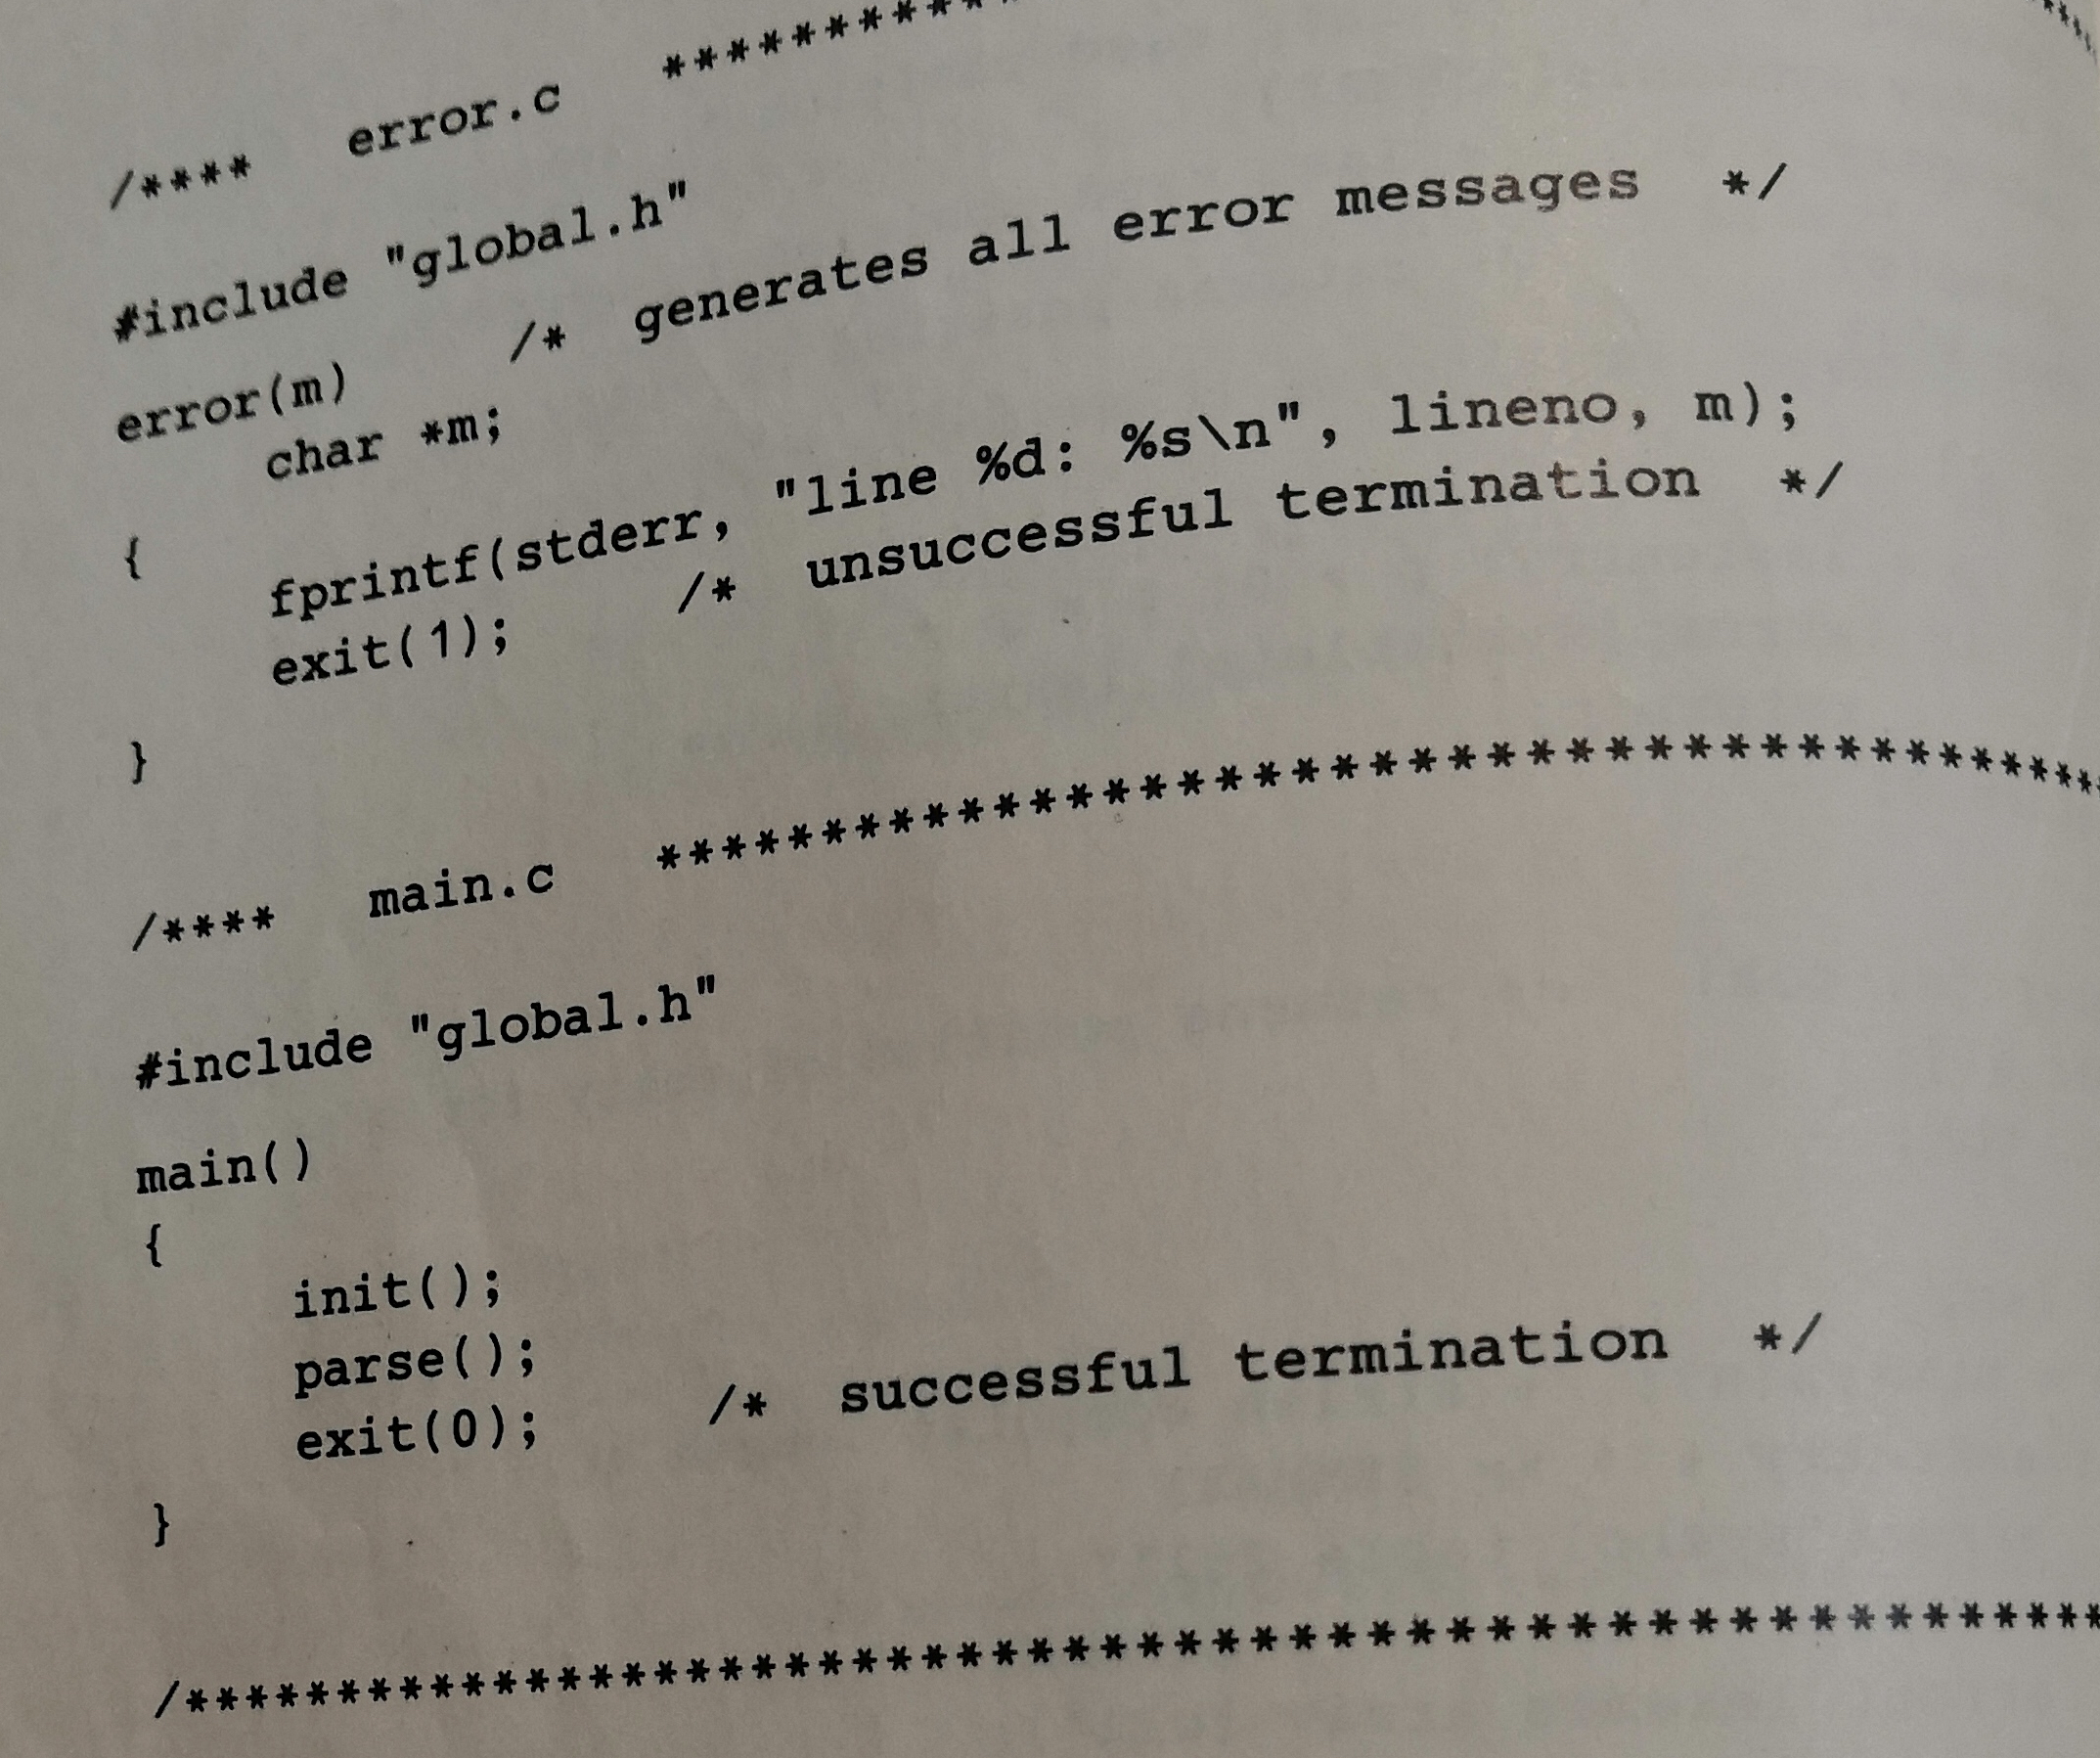 /**** error.c **********
#include "global.h"
error(m) /* generates all error messages */
char *m;
{
fprintf(stderr, "line %d: %s\n", lineno, m);
exit(1); /* unsuccessful termination */
}
/**** main.c ******************************************
#include "global.h"
main()
{
init();
parse();
exit(0); /* successful termination */
}
/*******************************************************